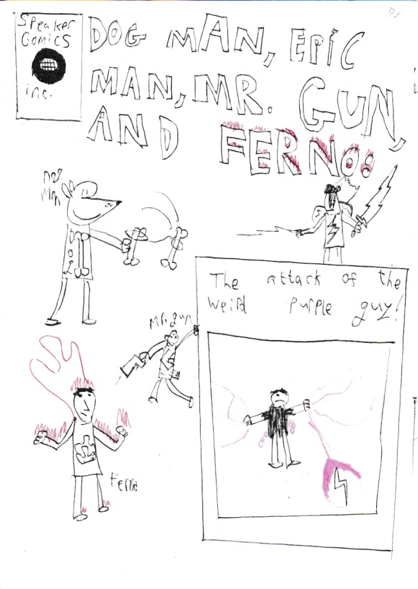 Speaker
Comics
inc.
DOG MAN, EPIC
MAN, MR. GUN,
AND FERNO!
Dog
Man
The attack of the
weird purple guy!
Mr. gun
Ferno